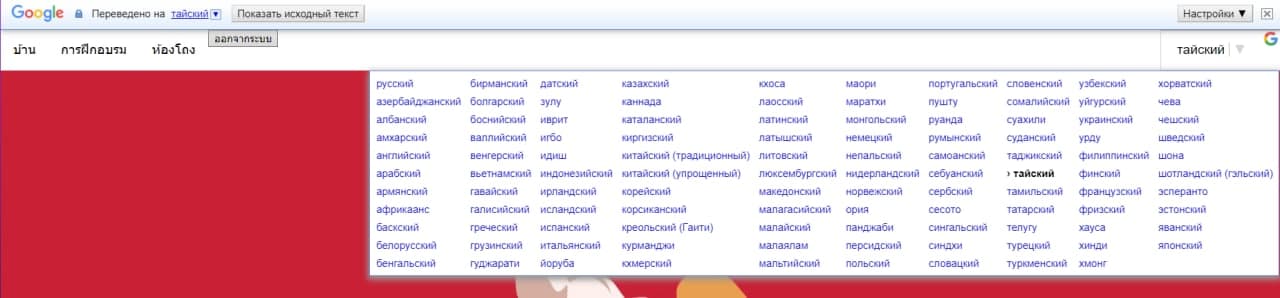 Google Переведено на тайский Показать исходный текст Настройки ▼
ออกจากระบบ
บ้าน การฝึกอบรม ห้องโถง тайский ▼
русский бирманский датский казахский кхоса маори португальский словенский узбекский хорватский
азербайджанский болгарский зулу каннада лаосский маратхи пушту сомалийский уйгурский чева
албанский боснийский иврит каталанский латинский монгольский руанда суахили украинский чешский
амхарский валлийский игбо киргизский латышский немецкий румынский суданский урду шведский
английский венгерский идиш китайский (традиционный) литовский непальский самоанский таджикский филиппинский шона
арабский вьетнамский индонезийский китайский (упрощенный) люксембургский нидерландский себуанский › тайский финский шотландский (гэльский)
армянский гавайский ирландский корейский македонский норвежский сербский тамильский французский эсперанто
африкаанс галисийский исландский корсиканский малагасийский ория сесото татарский фризский эстонский
баскский греческий испанский креольский (Гаити) малайский панджаби сингальский телугу хауса яванский
белорусский грузинский итальянский курманджи малаялам персидский синдхи турецкий хинди японский
бенгальский гуджарати йоруба кхмерский мальтийский польский словацкий туркменский хмонг